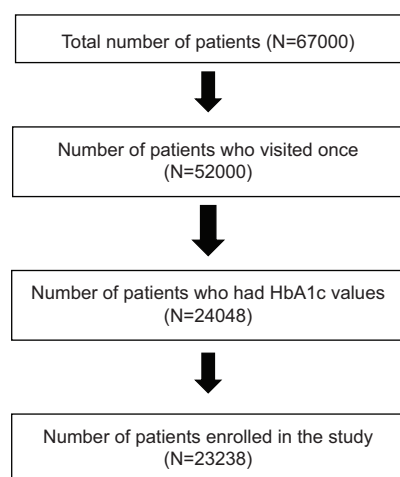 Total number of patients (N=67000)
Number of patients who visited once
(N=52000)
Number of patients who had HbA1c values
(N=24048)
Number of patients enrolled in the study
(N=23238)